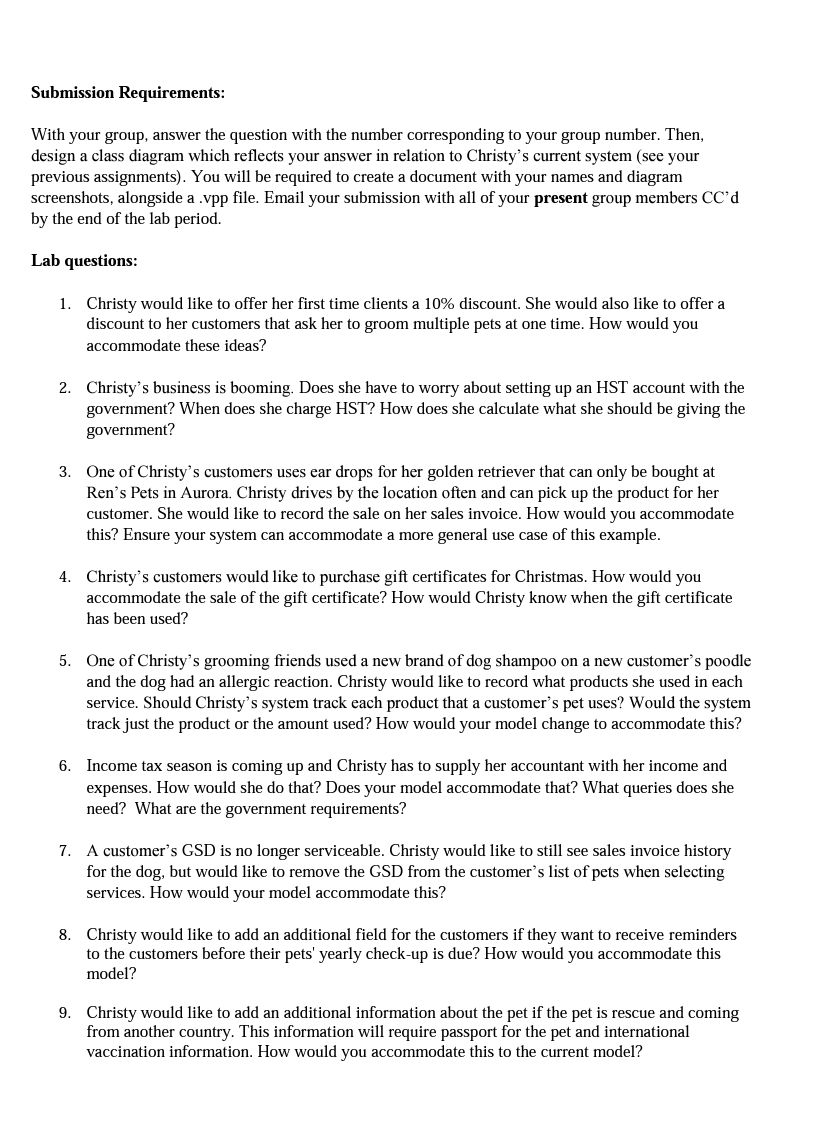 Submission Requirements:
With your group, answer the question with the number corresponding to your group number. Then,
design a class diagram which reflects your answer in relation to Christy’s current system (see your
previous assignments). You will be required to create a document with your names and diagram
screenshots, alongside a .vpp file. Email your submission with all of your present group members CC’d
by the end of the lab period.
Lab questions:
1. Christy would like to offer her first time clients a 10% discount. She would also like to offer a
discount to her customers that ask her to groom multiple pets at one time. How would you
accommodate these ideas?
2. Christy’s business is booming. Does she have to worry about setting up an HST account with the
government? When does she charge HST? How does she calculate what she should be giving the
government?
3. One of Christy’s customers uses ear drops for her golden retriever that can only be bought at
Ren’s Pets in Aurora. Christy drives by the location often and can pick up the product for her
customer. She would like to record the sale on her sales invoice. How would you accommodate
this? Ensure your system can accommodate a more general use case of this example.
4. Christy’s customers would like to purchase gift certificates for Christmas. How would you
accommodate the sale of the gift certificate? How would Christy know when the gift certificate
has been used?
5. One of Christy’s grooming friends used a new brand of dog shampoo on a new customer’s poodle
and the dog had an allergic reaction. Christy would like to record what products she used in each
service. Should Christy’s system track each product that a customer’s pet uses? Would the system
track just the product or the amount used? How would your model change to accommodate this?
6. Income tax season is coming up and Christy has to supply her accountant with her income and
expenses. How would she do that? Does your model accommodate that? What queries does she
need?  What are the government requirements?
7. A customer’s GSD is no longer serviceable. Christy would like to still see sales invoice history
for the dog, but would like to remove the GSD from the customer’s list of pets when selecting
services. How would your model accommodate this?
8. Christy would like to add an additional field for the customers if they want to receive reminders
to the customers before their pets' yearly check-up is due? How would you accommodate this
model?
9. Christy would like to add an additional information about the pet if the pet is rescue and coming
from another country. This information will require passport for the pet and international
vaccination information. How would you accommodate this to the current model?